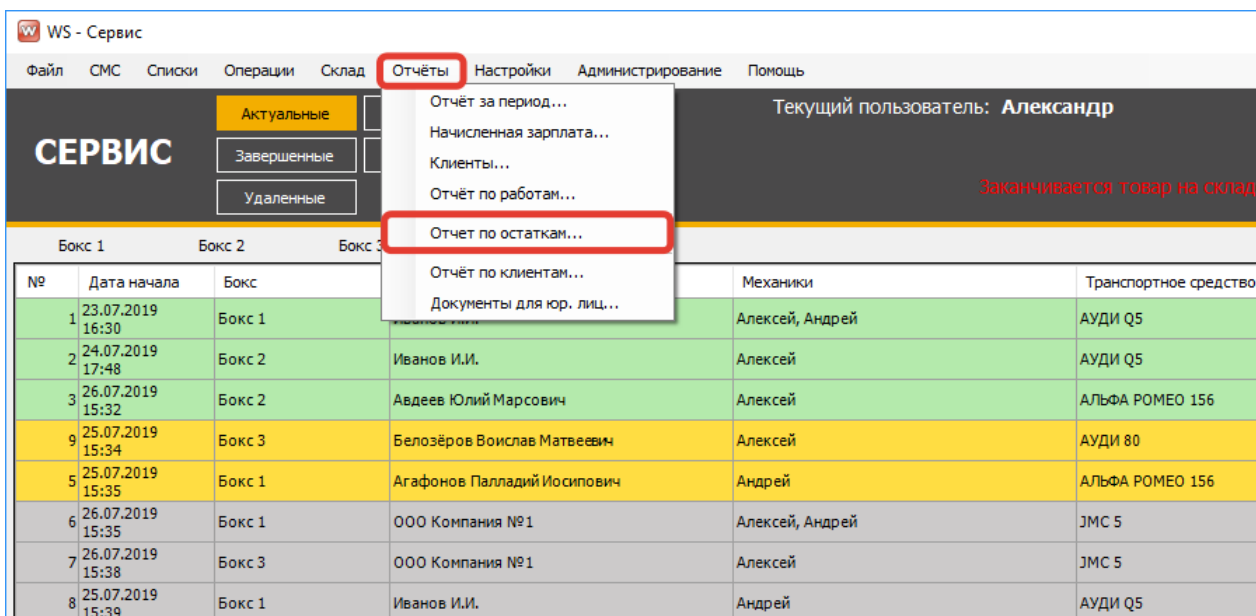 WS - Сервис
Файл СМС Списки Операции Склад Отчёты Настройки Администрирование Помощь
СЕРВИС
Актуальные
Завершенные
Удаленные
Отчёт за период...
Начисленная зарплата...
Клиенты...
Отчёт по работам...
Отчет по остаткам...
Отчёт по клиентам...
Документы для юр. лиц...
Текущий пользователь: Александр
Заканчивается товар на склад
Бокс 1 Бокс 2 Бокс 3
№ Дата начала Бокс Механики Транспортное средство
1 23.07.2019 16:30 Бокс 1 Иванов И.И. Алексей, Андрей АУДИ Q5
2 24.07.2019 17:48 Бокс 2 Иванов И.И. Алексей АУДИ Q5
3 26.07.2019 15:32 Бокс 2 Авдеев Юлий Марсович Алексей АЛЬФА РОМЕО 156
9 25.07.2019 15:34 Бокс 3 Белозёров Воислав Матвеевич Алексей АУДИ 80
5 25.07.2019 15:35 Бокс 1 Агафонов Палладий Иосипович Андрей АЛЬФА РОМЕО 156
6 26.07.2019 15:35 Бокс 1 ООО Компания №1 Алексей, Андрей JMC 5
7 26.07.2019 15:38 Бокс 3 ООО Компания №1 Алексей JMC 5
8 25.07.2019 15:39 Бокс 1 Иванов И.И. Андрей АУДИ Q5